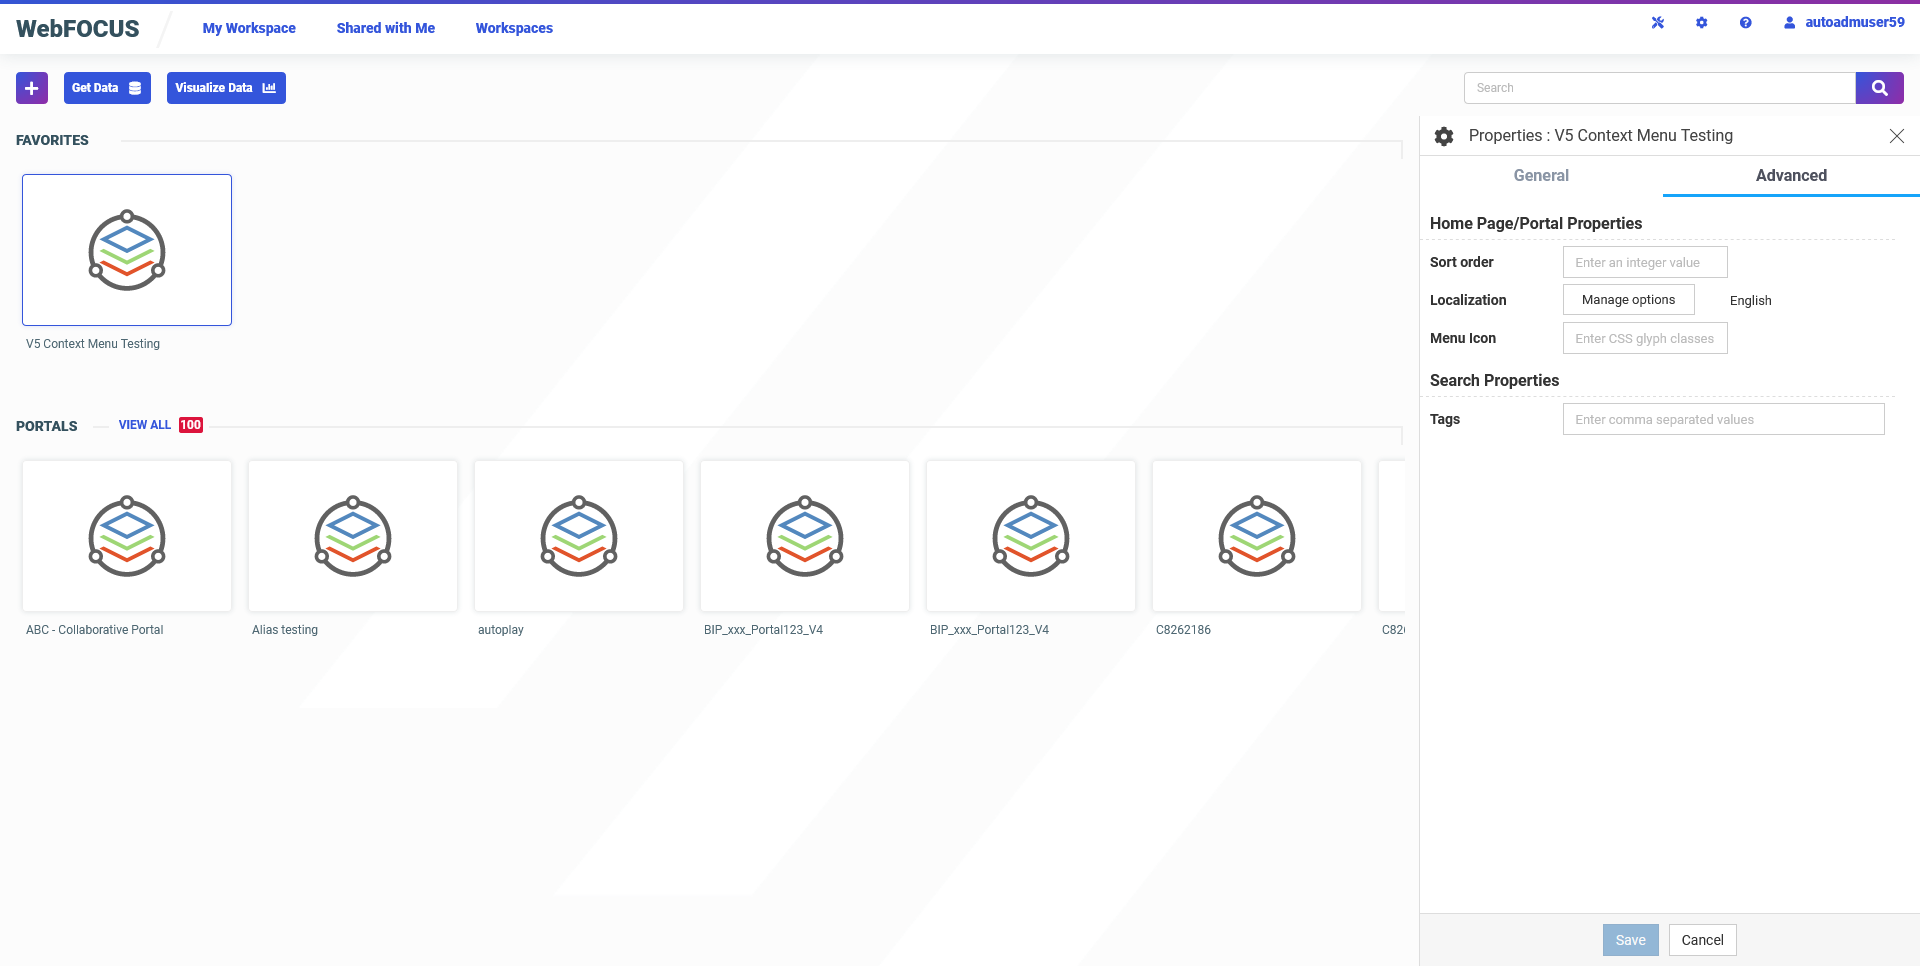 WebFOCUS
My Workspace
Shared with Me
Workspaces
autoadmuser59
Get Data
Visualize Data
Search
FAVORITES
V5 Context Menu Testing
PORTALS
VIEW ALL 100
ABC - Collaborative Portal
Alias testing
autoplay
BIP_xxx_Portal123_V4
BIP_xxx_Portal123_V4
C8262186
Properties : V5 Context Menu Testing
General
Advanced
Home Page/Portal Properties
Sort order
Enter an integer value
Localization
Manage options
English
Menu Icon
Enter CSS glyph classes
Search Properties
Tags
Enter comma separated values
Save
Cancel